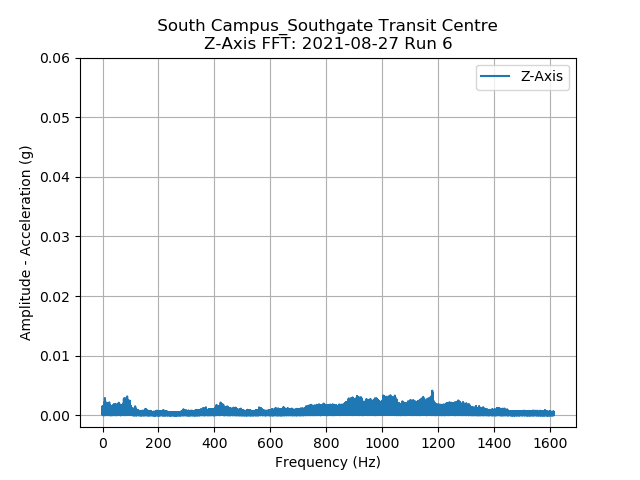 South Campus_Southgate Transit Centre
Z-Axis FFT: 2021-08-27 Run 6
Z-Axis
0.06
0.05
0.04
0.03
0.02
0.01
0.00
Amplitude - Acceleration (g)
0 200 400 600 800 1000 1200 1400 1600
Frequency (Hz)